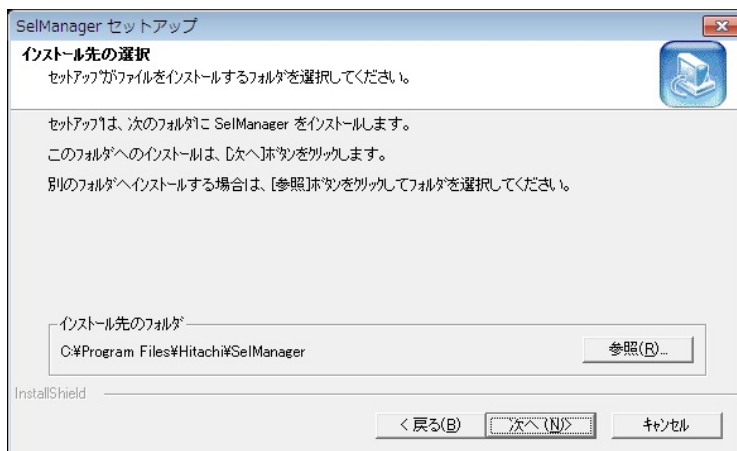 SelManager セットアップ
インストール先の選択
セットアップがファイルをインストールするフォルダを選択してください。
セットアップは、次のフォルダに SelManager をインストールします。
このフォルダへのインストールは、[次へ]ボタンをクリックします。
別のフォルダへインストールする場合は、[参照]ボタンをクリックしてフォルダを選択してください。
インストール先のフォルダ
C:¥Program Files¥Hitachi¥SelManager
参照(R)...
InstallShield
< 戻る(B)
次へ(N)>
キャンセル